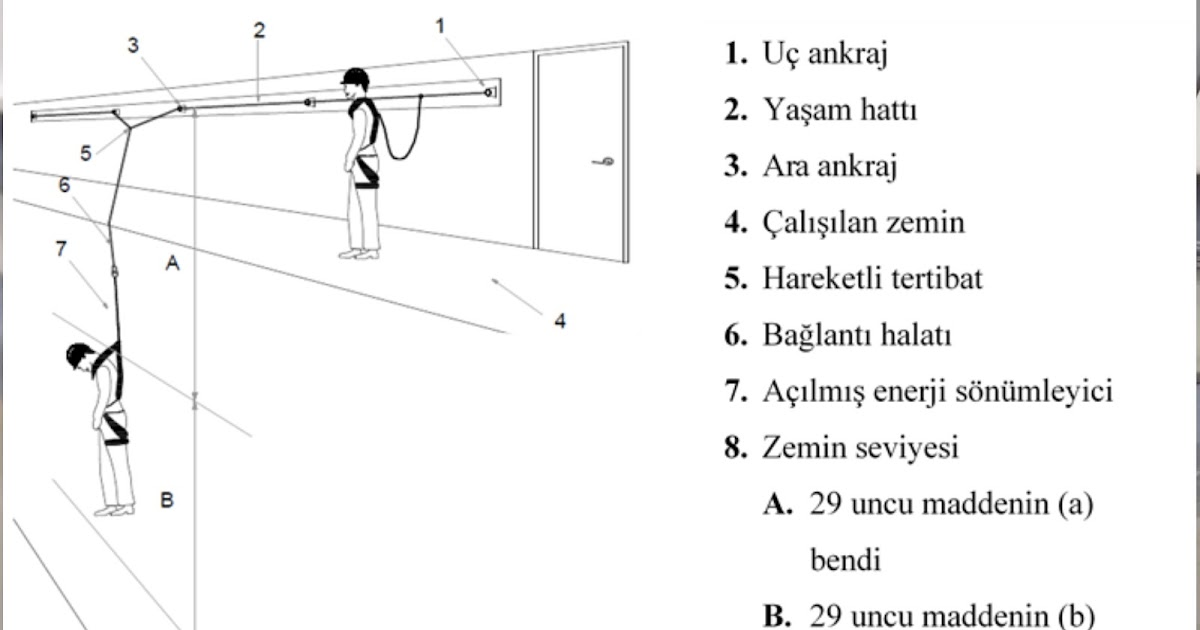 1
2
3
5
6
7
A
4
B
1. Uç ankraj
2. Yaşam hattı
3. Ara ankraj
4. Çalışılan zemin
5. Hareketli tertibat
6. Bağlantı halatı
7. Açılmış enerji sönümleyici
8. Zemin seviyesi
A. 29 uncu maddenin (a)
bendi
B. 29 uncu maddenin (b)